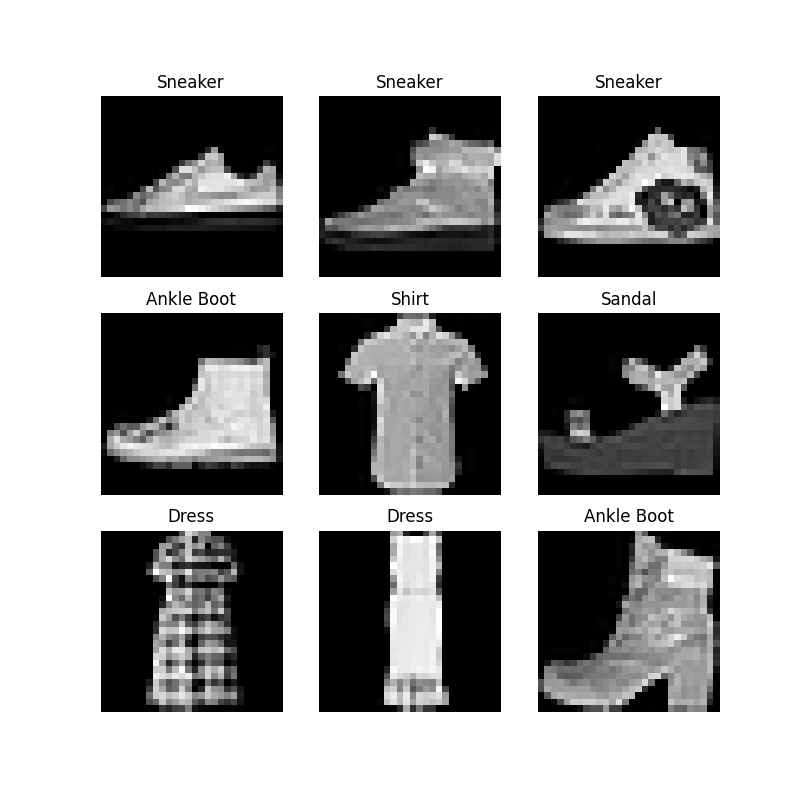 Sneaker
Sneaker
Sneaker
Ankle Boot
Shirt
Sandal
Dress
Dress
Ankle Boot